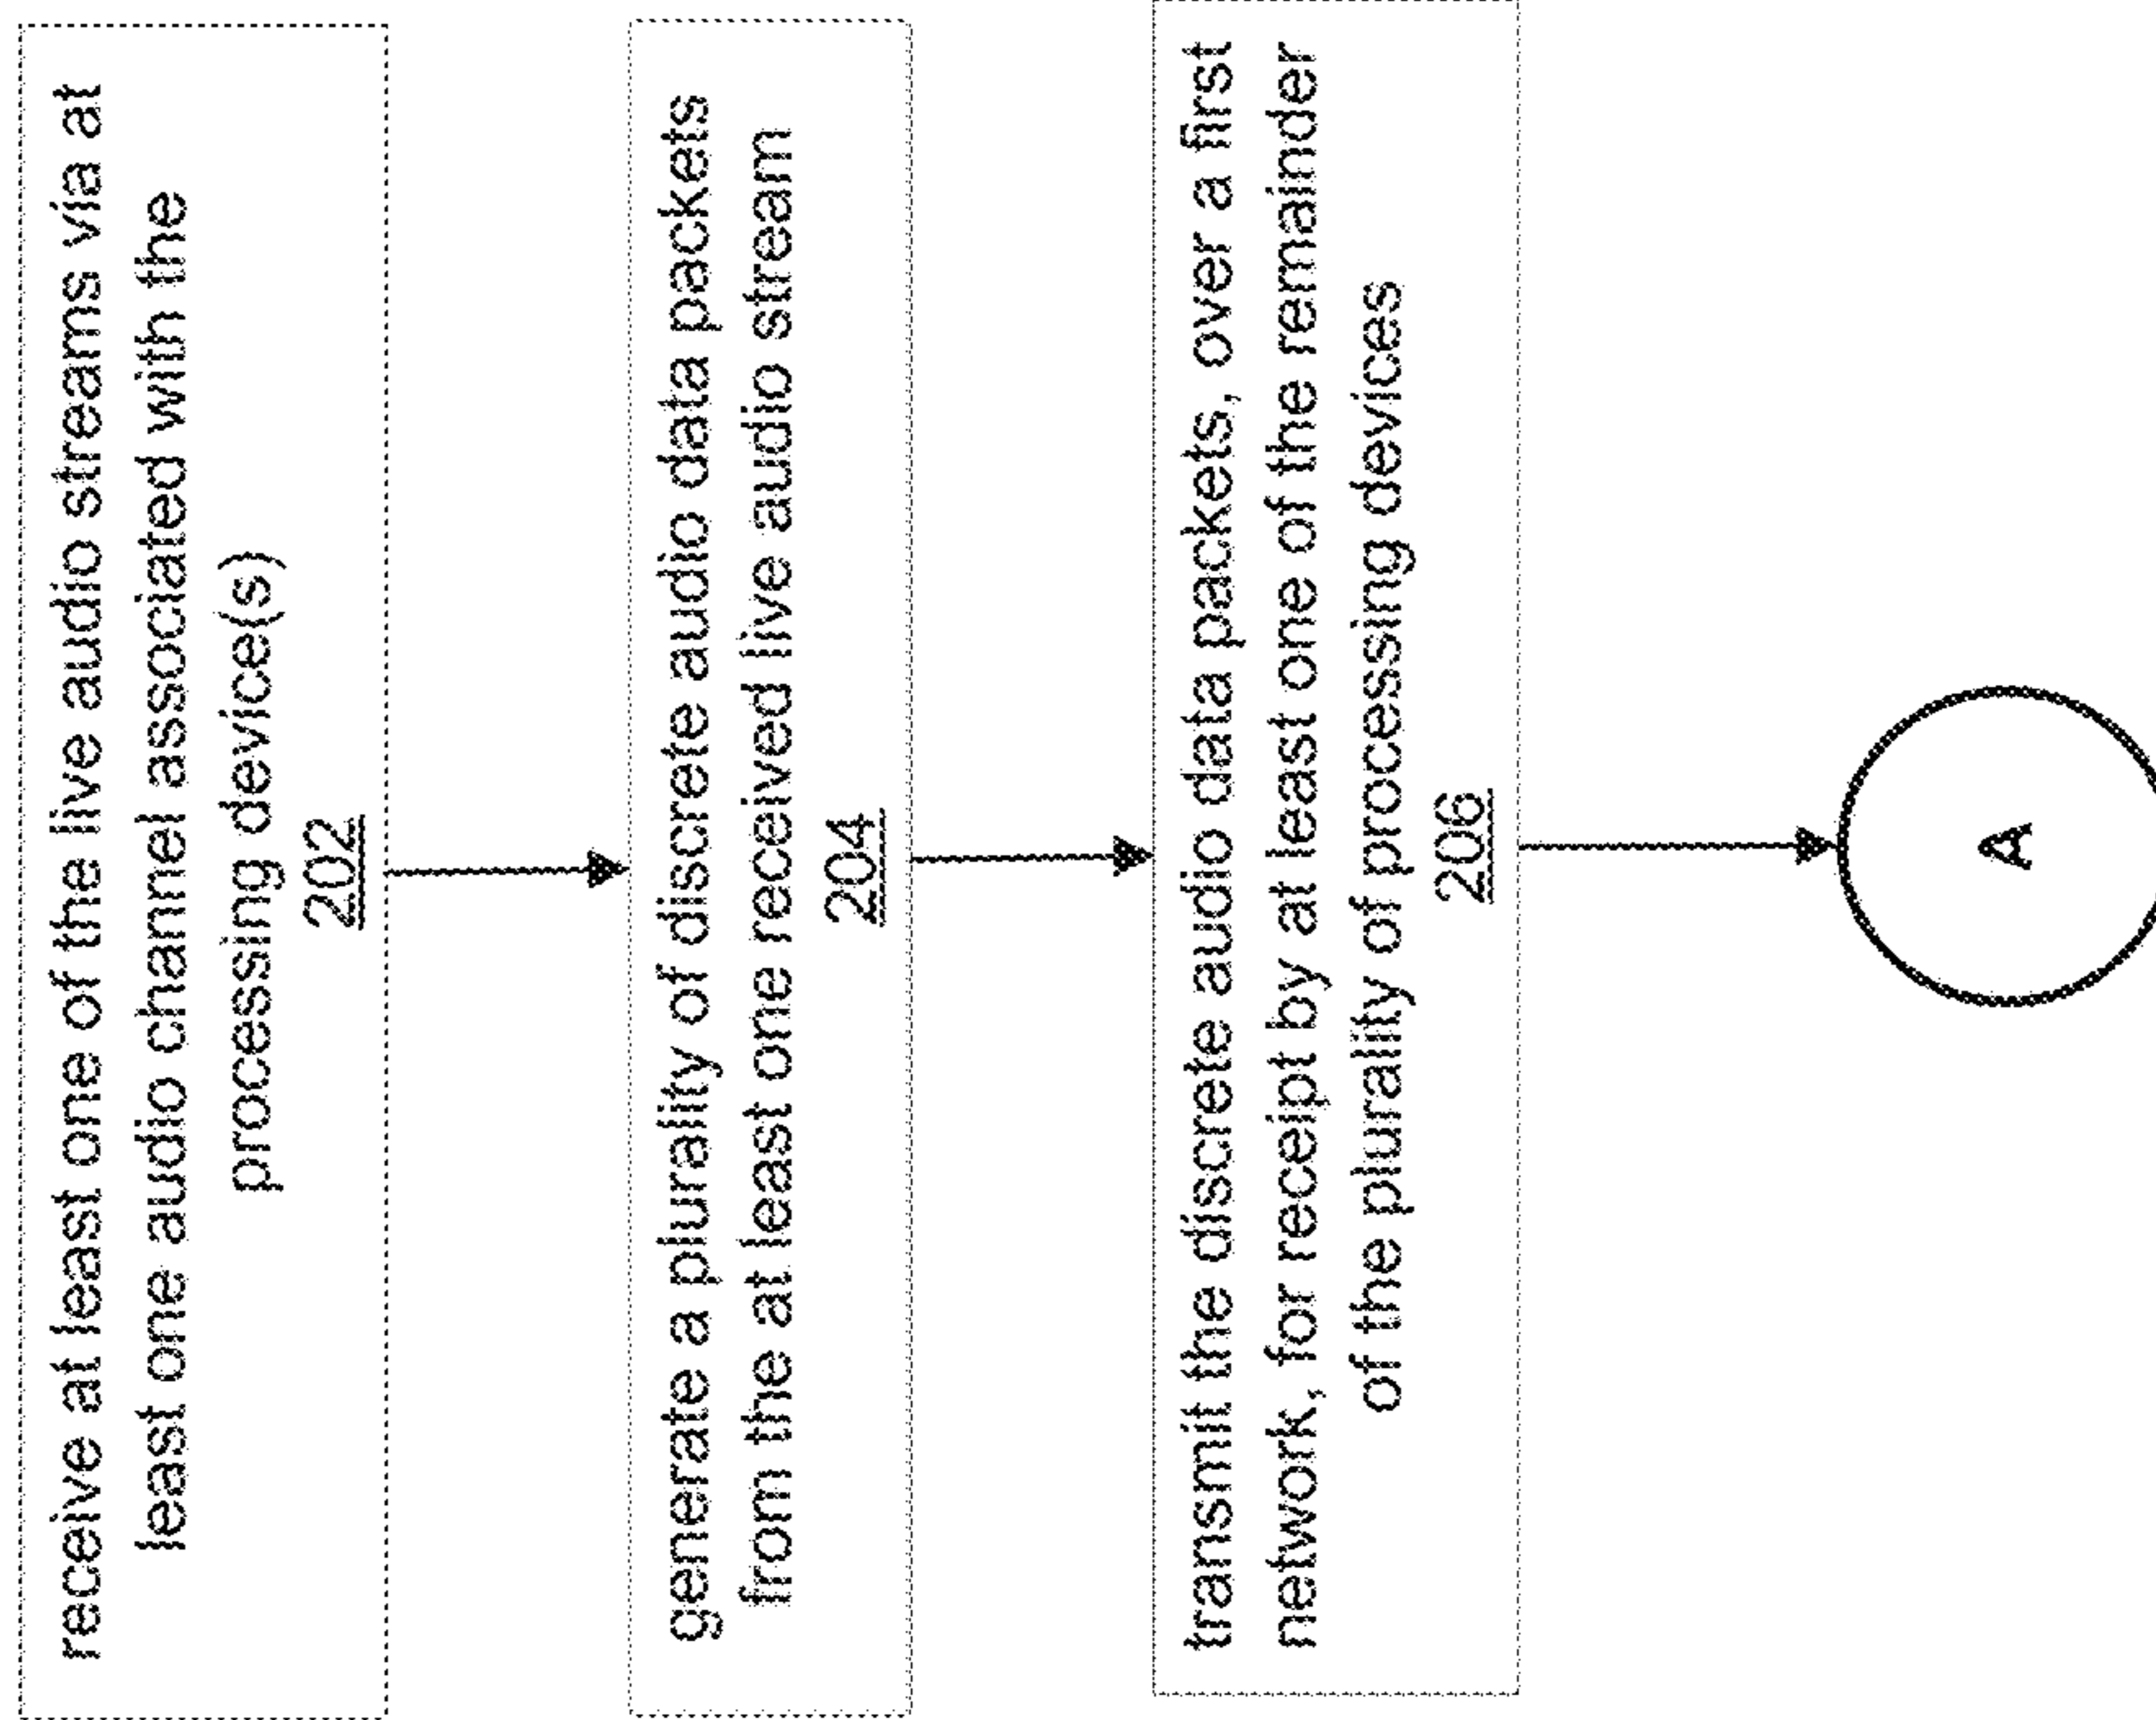 receive at least one of the live audio streams via at
least one audio channel associated with the
processing device(s)
202
generate a plurality of discrete audio data packets
from the at least one received live audio stream
204
transmit the discrete audio data packets, over a first
network, for receipt by at least one of the remainder
of the plurality of processing devices
206
A